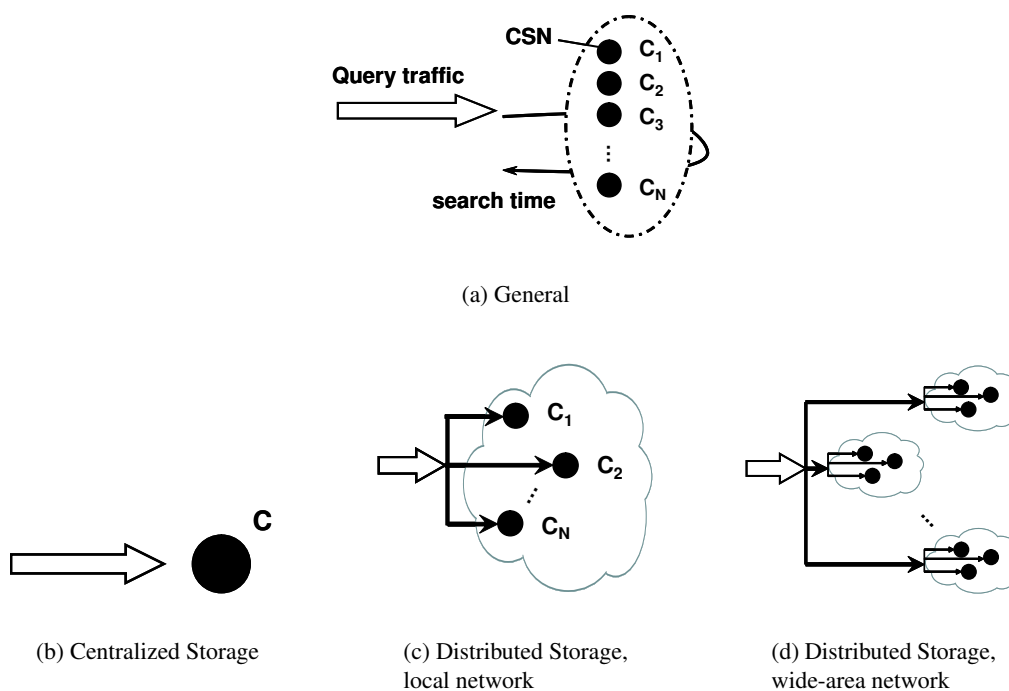 CSN
C1
Query traffic
C2
C3
search time
CN
(a) General
C1
C2
CN
C
(b) Centralized Storage
(c) Distributed Storage,
local network
(d) Distributed Storage,
wide-area network